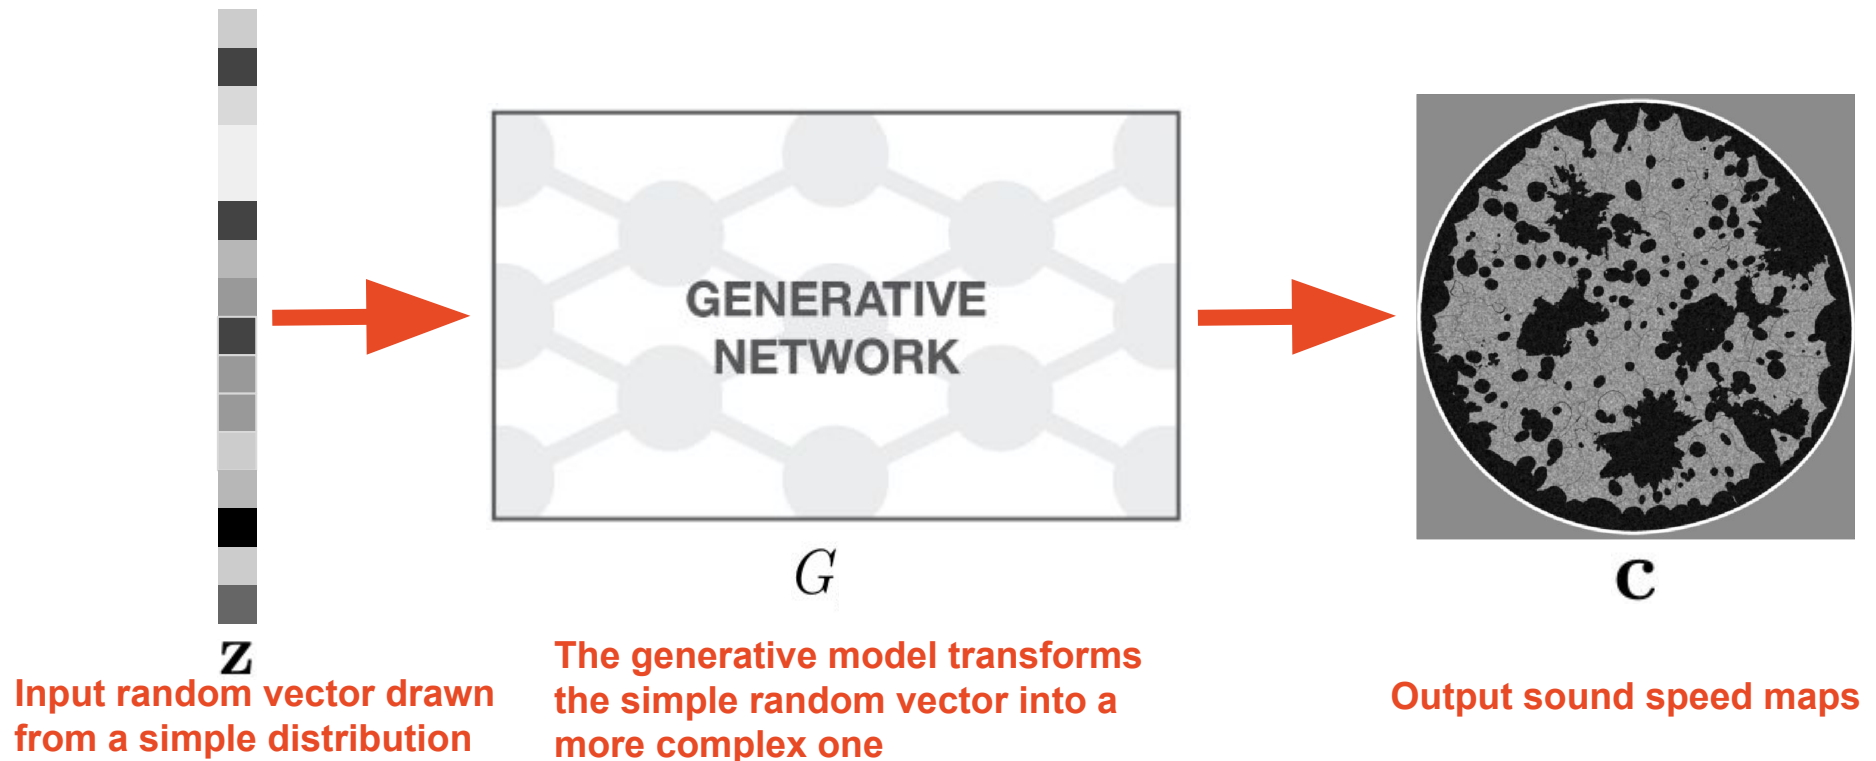 GENERATIVE
NETWORK
z
G
c
Input random vector drawn
from a simple distribution
The generative model transforms
the simple random vector into a
more complex one
Output sound speed maps